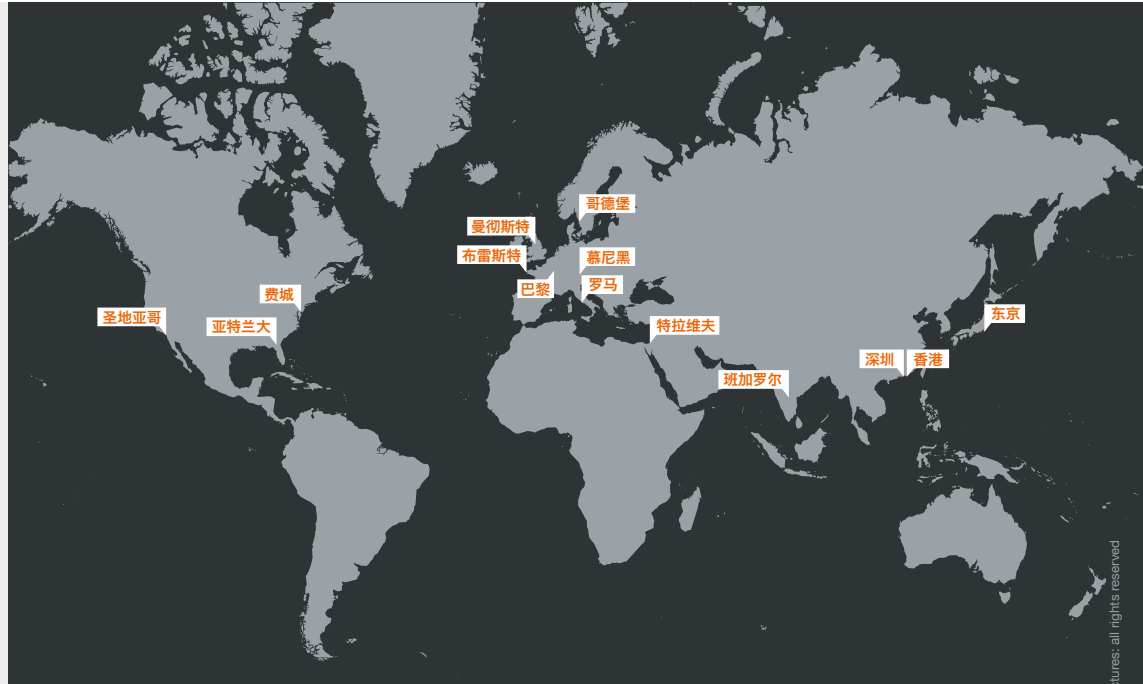 哥德堡
曼彻斯特
布雷斯特
慕尼黑
巴黎
罗马
费城
圣地亚哥
亚特兰大
特拉维夫
东京
深圳
香港
班加罗尔
ctures: all rights reserved